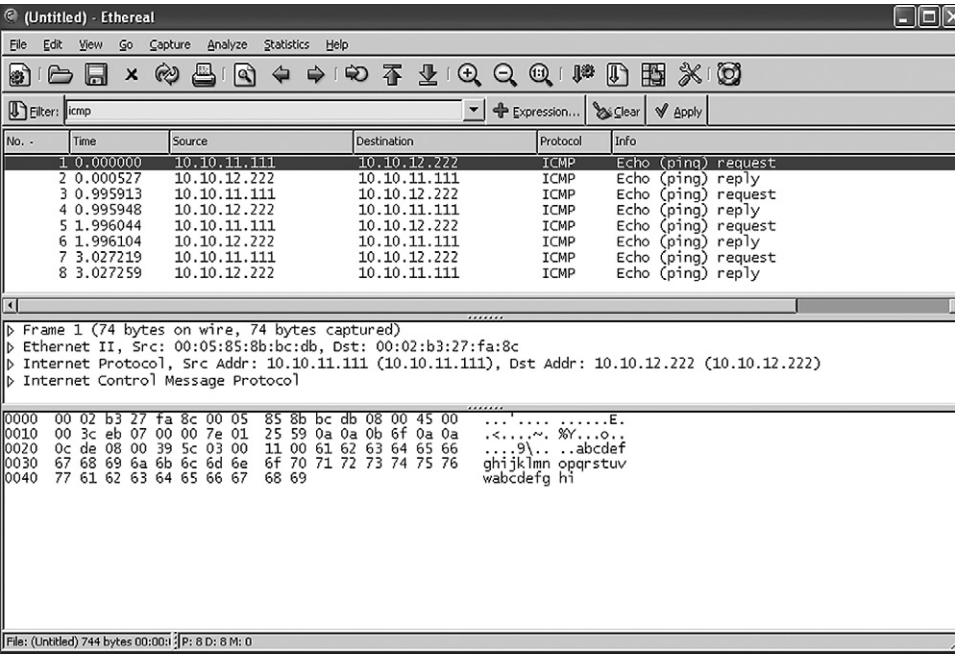 (Untitled) - Ethereal
File Edit View Go Capture Analyze Statistics Help
Filter: icmp Expression... Clear Apply
No. - Time Source Destination Protocol Info
1 0.000000 10.10.11.111 10.10.12.222 ICMP Echo (ping) request
2 0.000527 10.10.12.222 10.10.11.111 ICMP Echo (ping) reply
3 0.995913 10.10.11.111 10.10.12.222 ICMP Echo (ping) request
4 0.995948 10.10.12.222 10.10.11.111 ICMP Echo (ping) reply
5 1.996044 10.10.11.111 10.10.12.222 ICMP Echo (ping) request
6 1.996104 10.10.12.222 10.10.11.111 ICMP Echo (ping) reply
7 3.027219 10.10.11.111 10.10.12.222 ICMP Echo (ping) request
8 3.027259 10.10.12.222 10.10.11.111 ICMP Echo (ping) reply
Frame 1 (74 bytes on wire, 74 bytes captured)
Ethernet II, Src: 00:05:85:8b:bc:db, Dst: 00:02:b3:27:fa:8c
Internet Protocol, Src Addr: 10.10.11.111 (10.10.11.111), Dst Addr: 10.10.12.222 (10.10.12.222)
Internet Control Message Protocol
0000 00 02 b3 27 fa 8c 00 05 85 8b bc db 08 00 45 00 ...'.... ......E.
0010 00 3c eb 07 00 00 7e 01 25 59 0a 0a 0b 6f 0a 0a .<....~. %Y...o..
0020 0c de 08 00 39 5c 03 00 11 00 61 62 63 64 65 66 ....9\.. ..abcdef
0030 67 68 69 6a 6b 6c 6d 6e 6f 70 71 72 73 74 75 76 ghijklmn opqrstuv
0040 77 61 62 63 64 65 66 67 68 69 wabcdefg hi
File: (Untitled) 744 bytes 00:00: P: 8 D: 8 M: 0